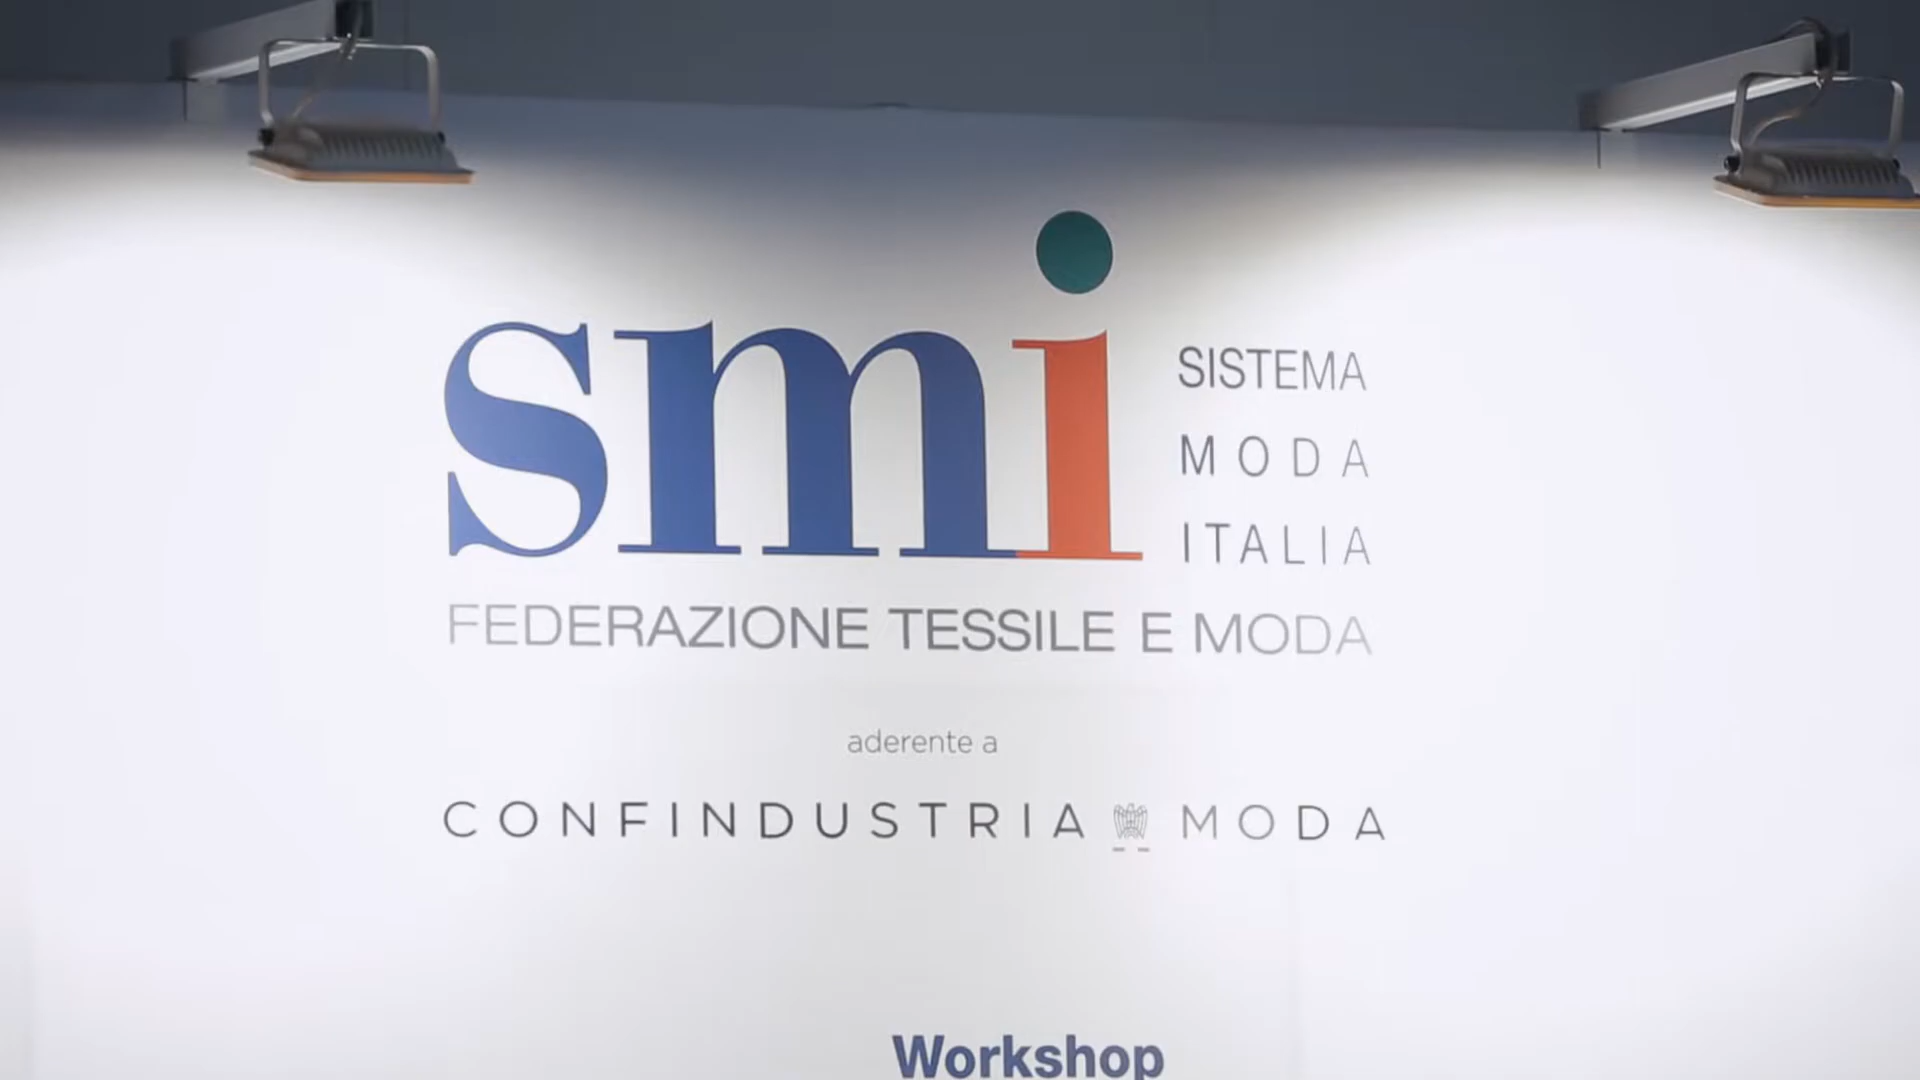 smi
SISTEMA
MODA
ITALIA
FEDERAZIONE TESSILE E MODA
aderente a
CONFINDUSTRIA MODA
Workshop